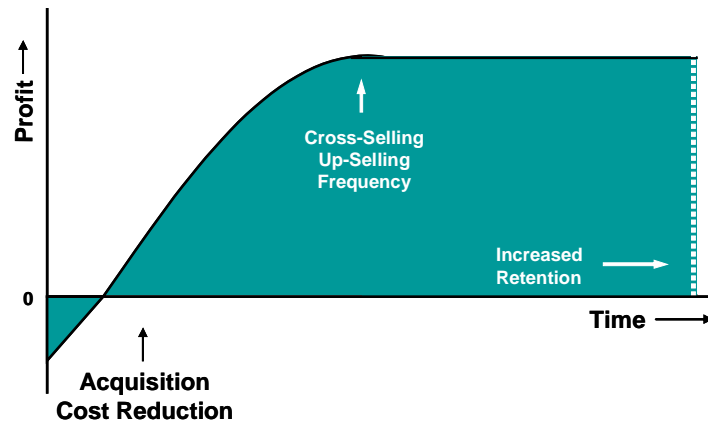 Profit
Cross-Selling
Up-Selling
Frequency
Increased
Retention
0
Time
Acquisition
Cost Reduction